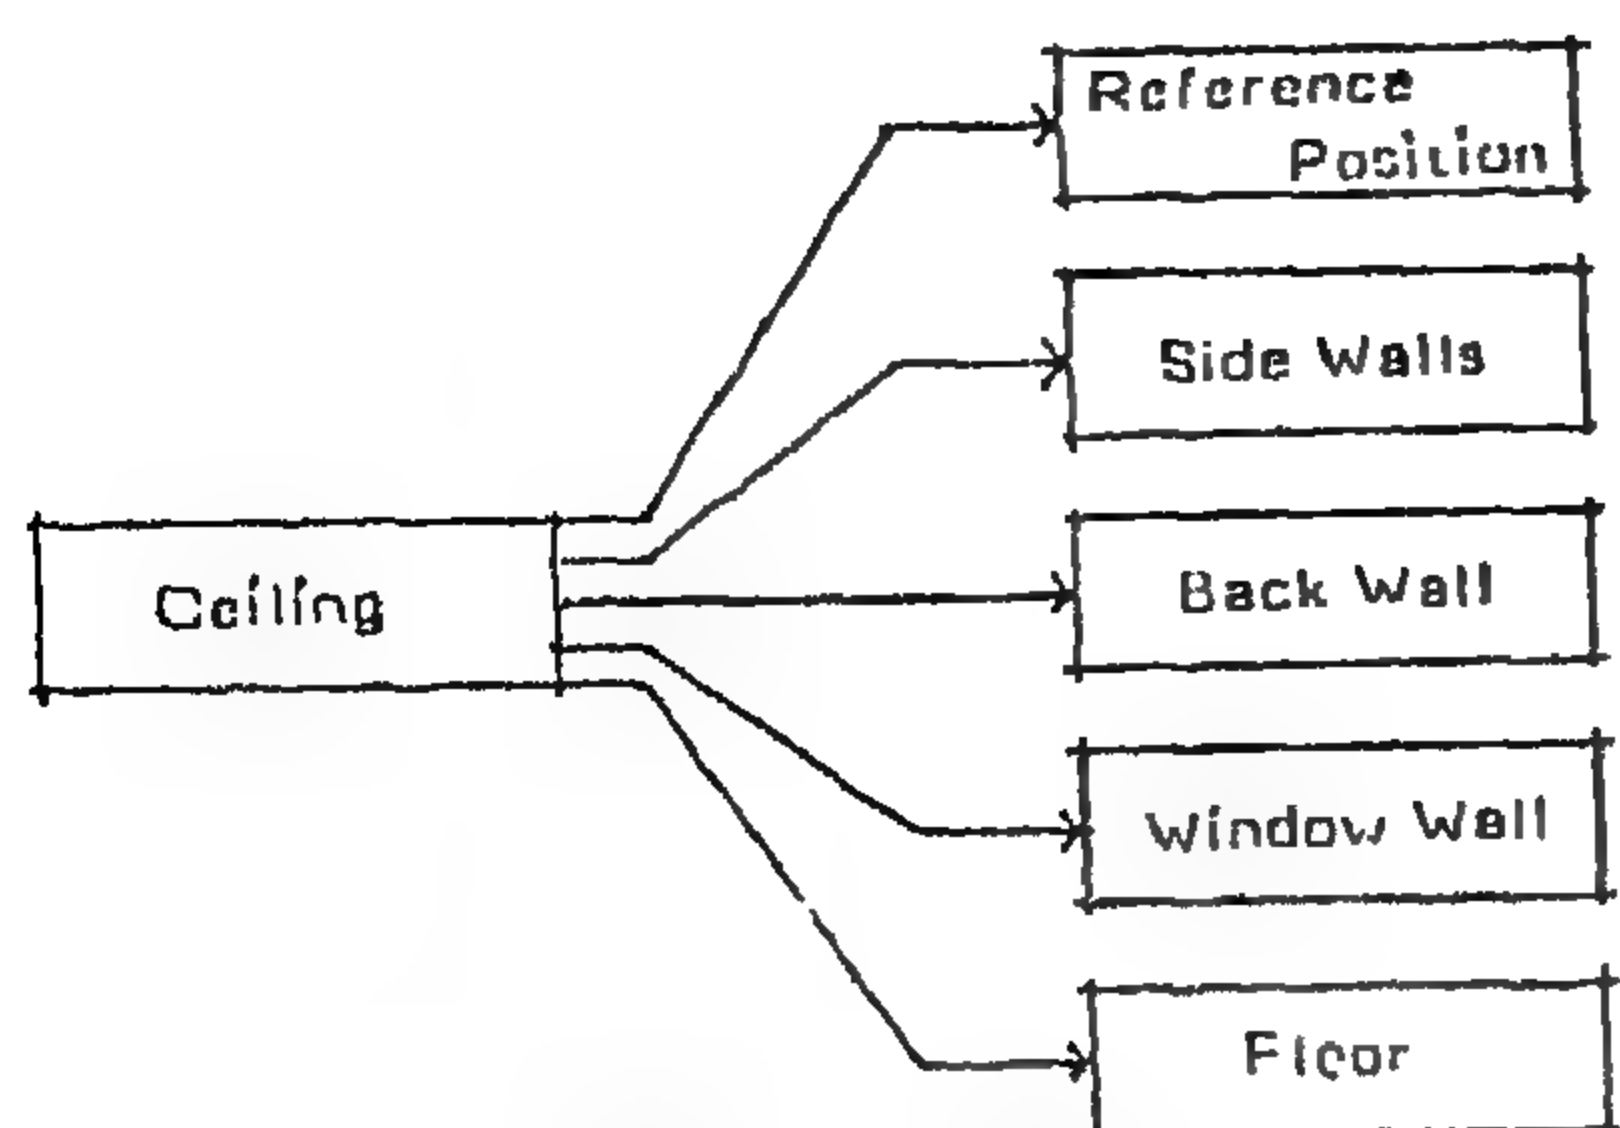 Reference
Position
Side Walls
Ceiling
Back Wall
Window Wall
Floor